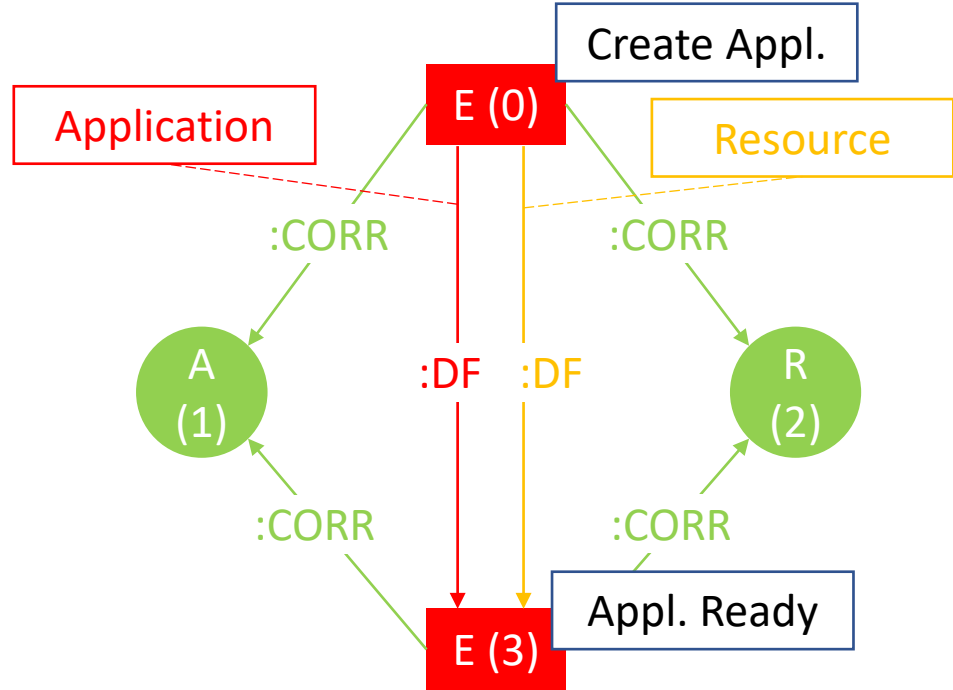 Create Appl.
E (0)
Application
Resource
:CORR
:CORR
A
(1)
:DF
:DF
R
(2)
:CORR
:CORR
Appl. Ready
E (3)